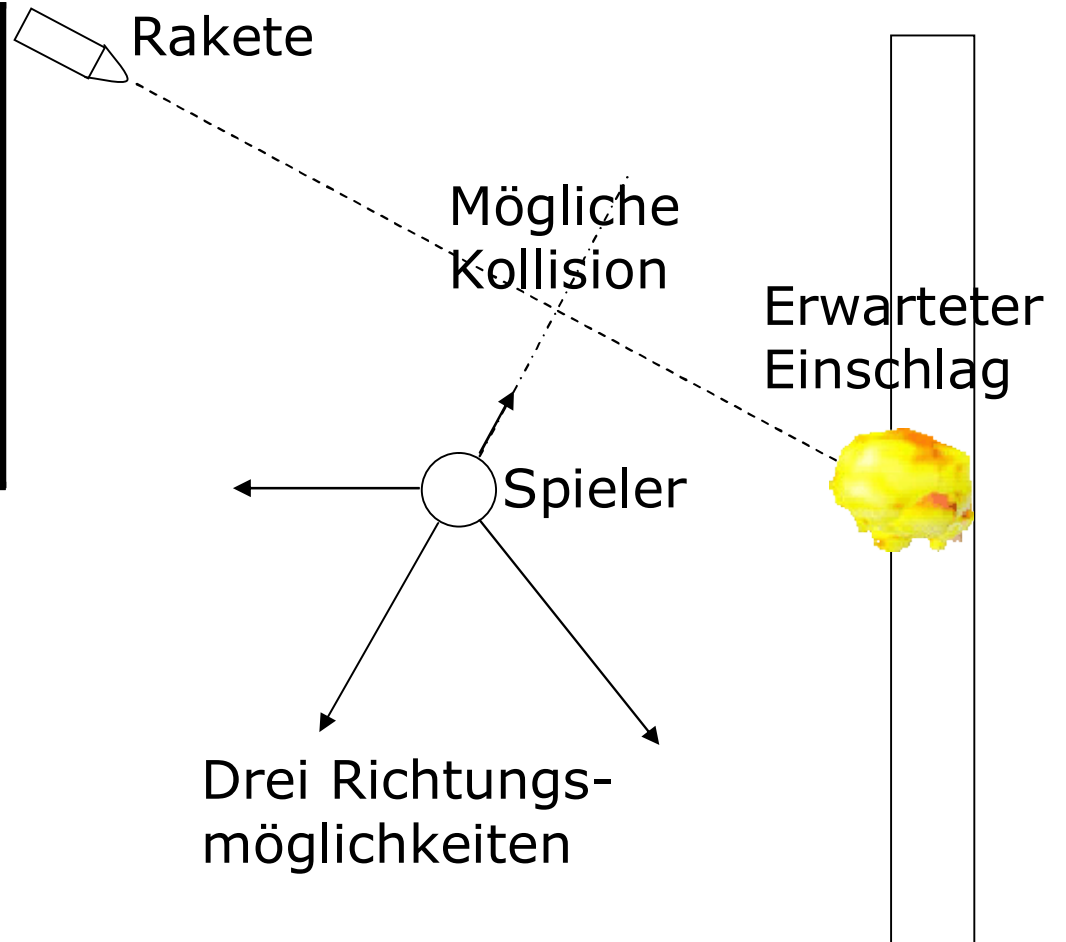 Rakete
Mögliche
Kollision
Erwarteter
Einschlag
Spieler
Drei Richtungs-
möglichkeiten